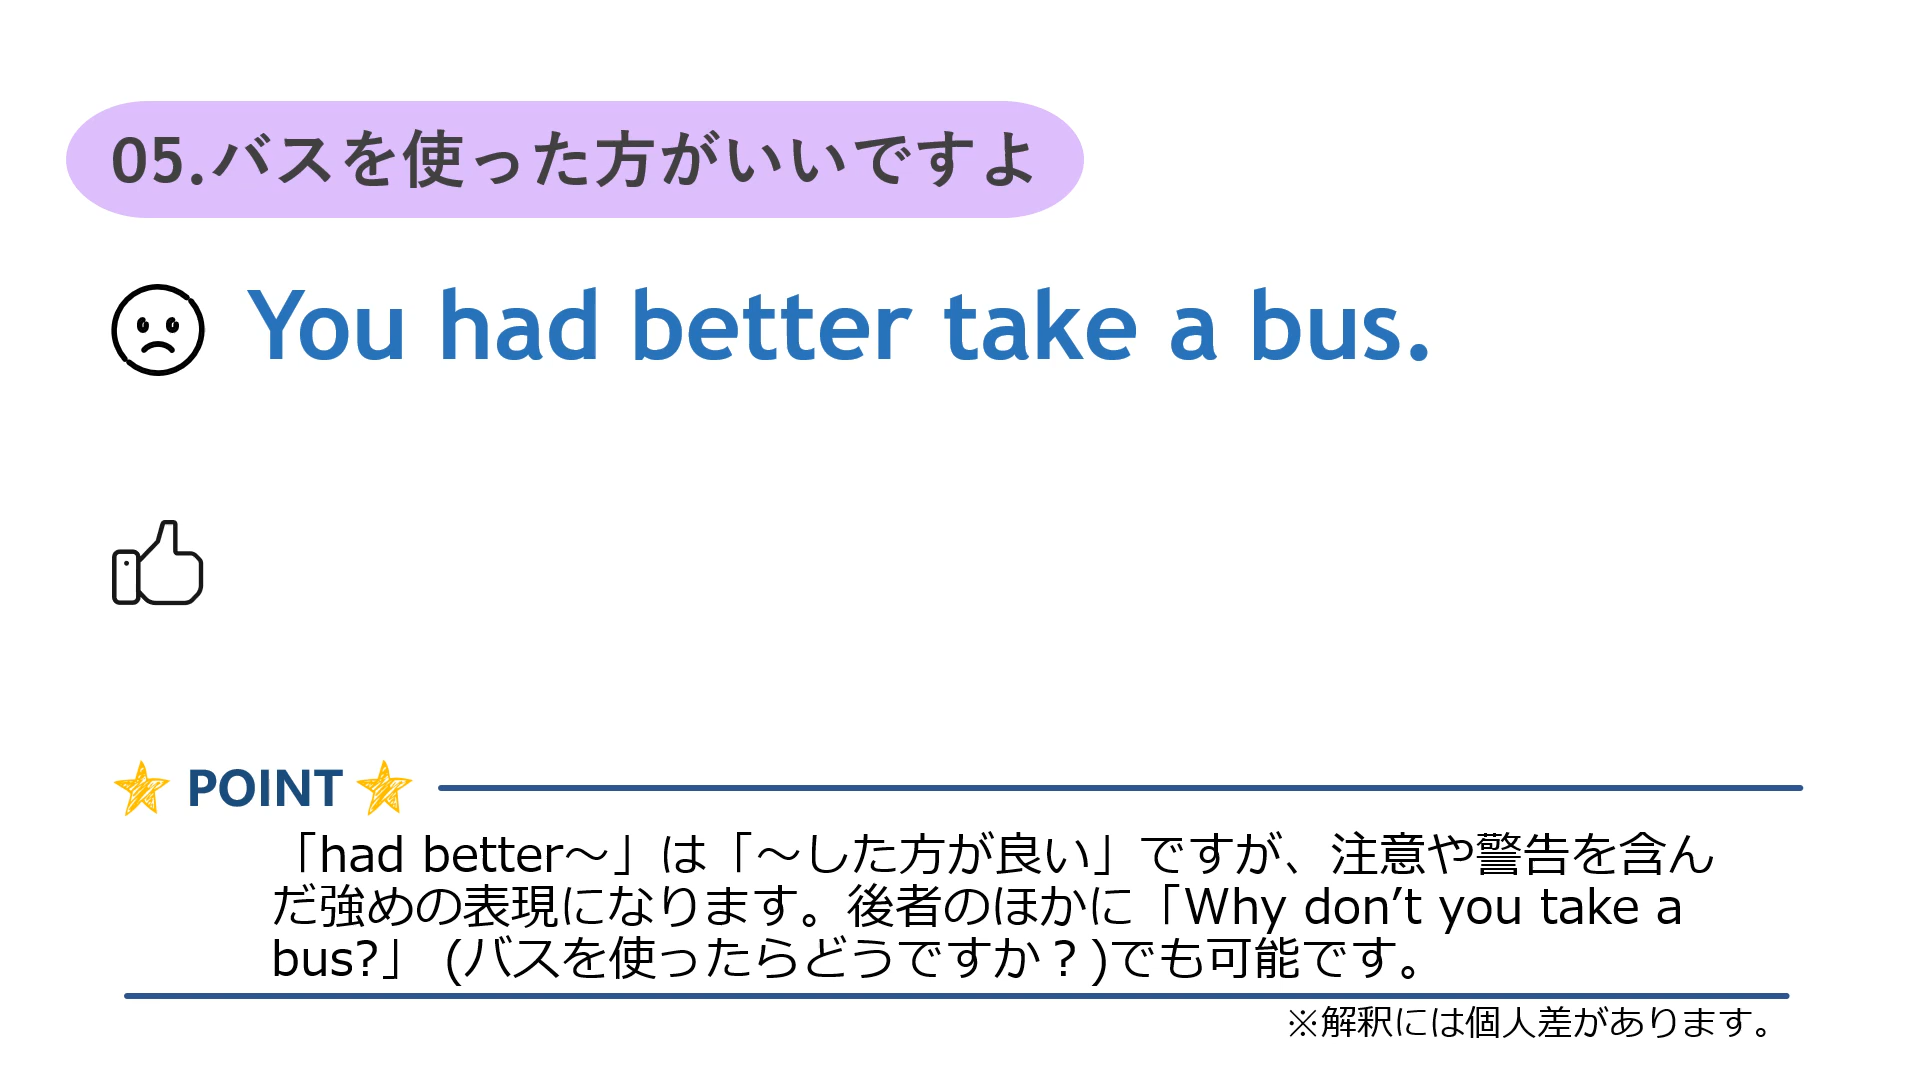 05.バスを使った方がいいですよ
You had better take a bus.
POINT
「had better～」は「～した方が良い」ですが、注意や警告を含ん
だ強めの表現になります。後者のほかに「Why don’t you take a
bus?」 (バスを使ったらどうですか？)でも可能です。
※解釈には個人差があります。